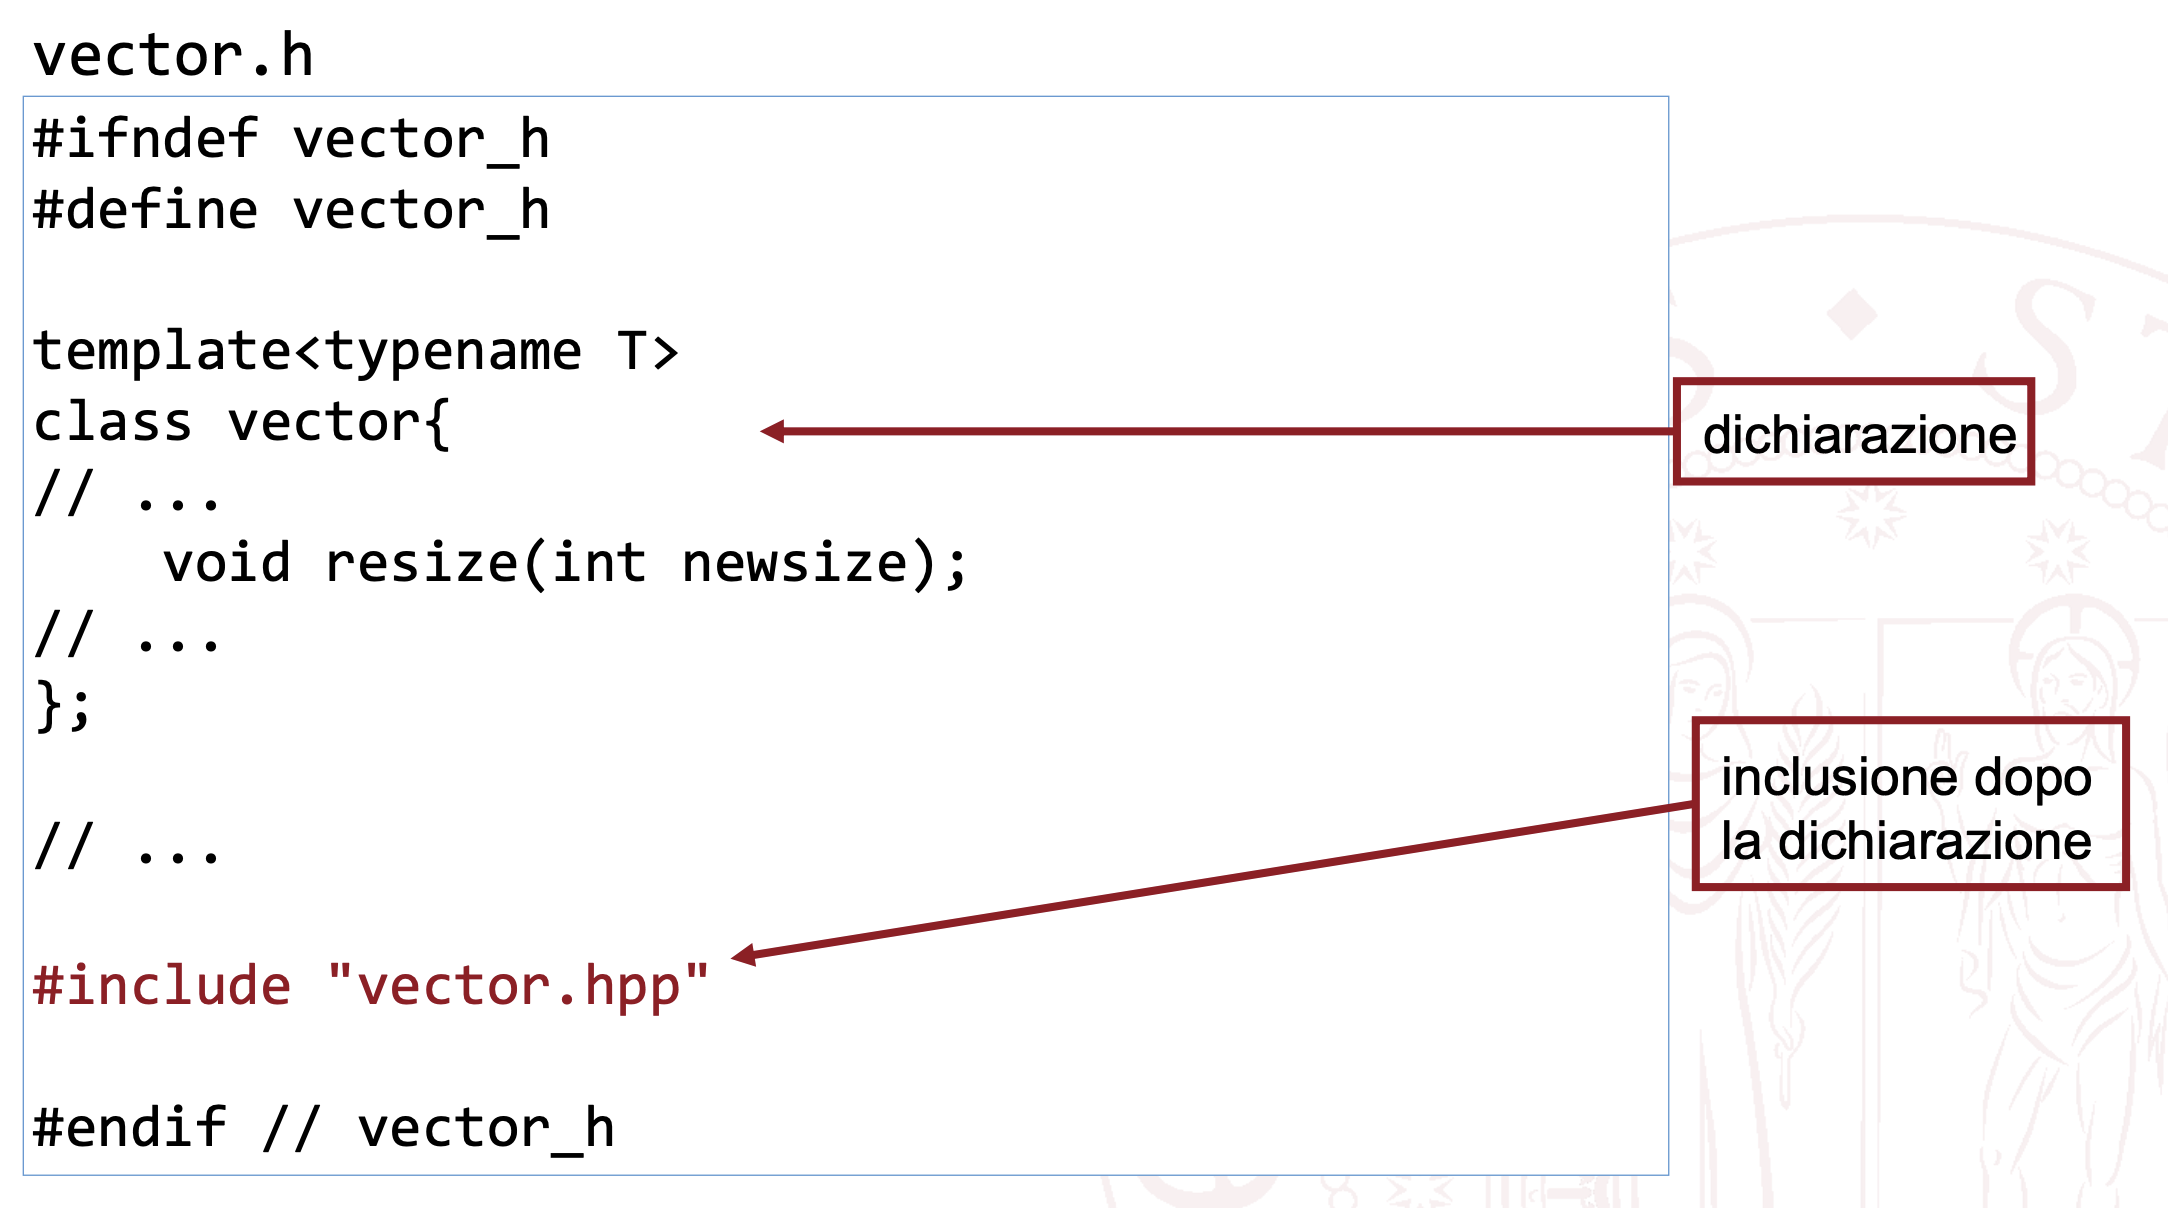 vector.h
#ifndef vector_h
#define vector_h
template<typename T>
class vector{
// ...
void resize(int newsize);
// ...
};
// ...
#include "vector.hpp"
#endif // vector_h
dichiarazione
inclusione dopo
la dichiarazione